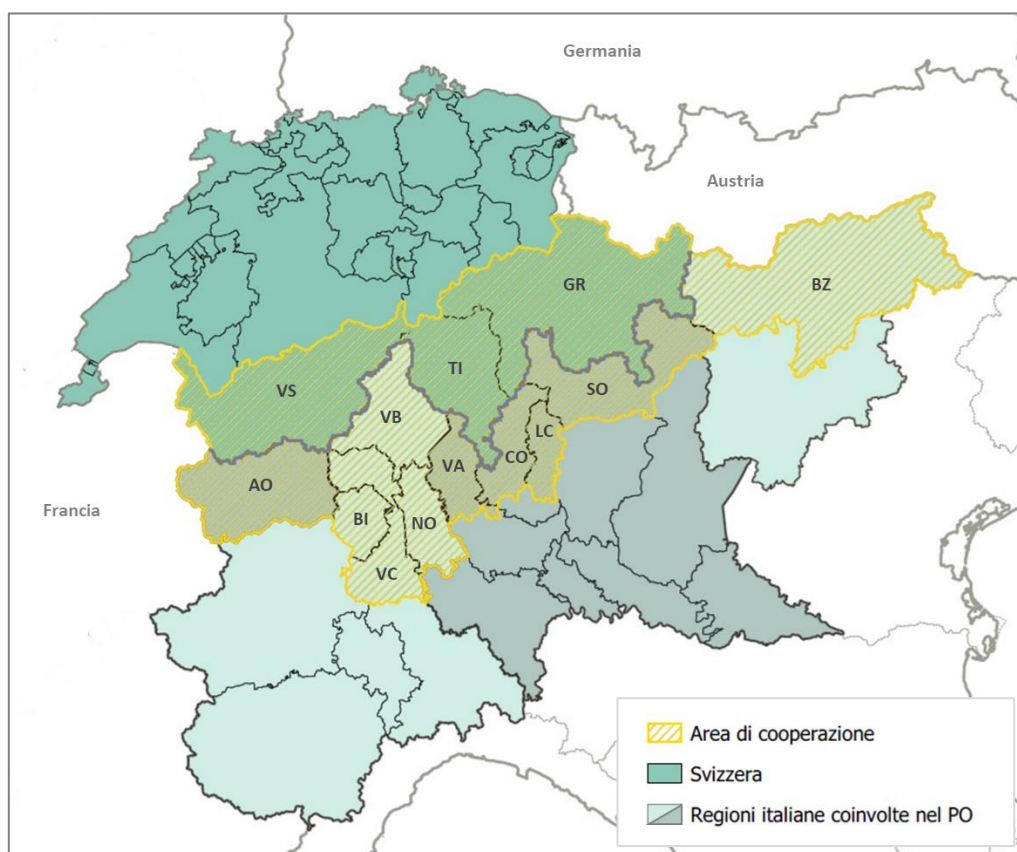 Germania
Austria
GR
BZ
TI
VS
SO
VB
LC
CO
VA
AO
Francia
BI
NO
VC
Area di cooperazione
Svizzera
Regioni italiane coinvolte nel PO